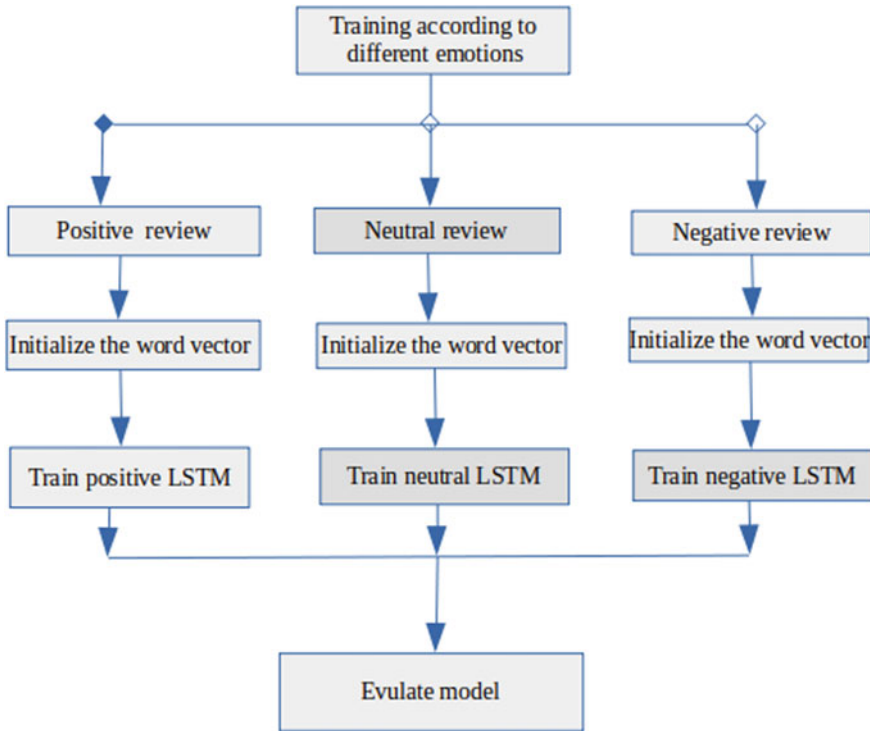 Training according to
different emotions
Positive review
Neutral review
Negative review
Initialize the word vector
Initialize the word vector
Initialize the word vector
Train positive LSTM
Train neutral LSTM
Train negative LSTM
Evulate model